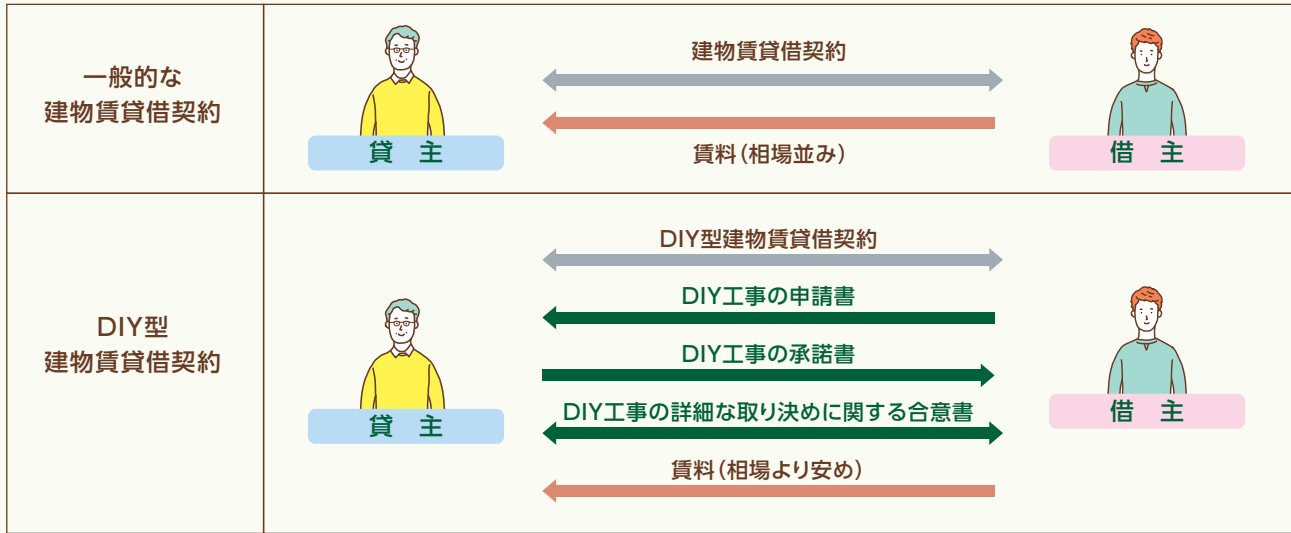 一般的な
建物賃貸借契約
貸 主
建物賃貸借契約
賃料(相場並み)
借 主
DIY型
建物賃貸借契約
貸 主
DIY型建物賃貸借契約
DIY工事の申請書
DIY工事の承諾書
DIY工事の詳細な取り決めに関する合意書
賃料(相場より安め)
借 主